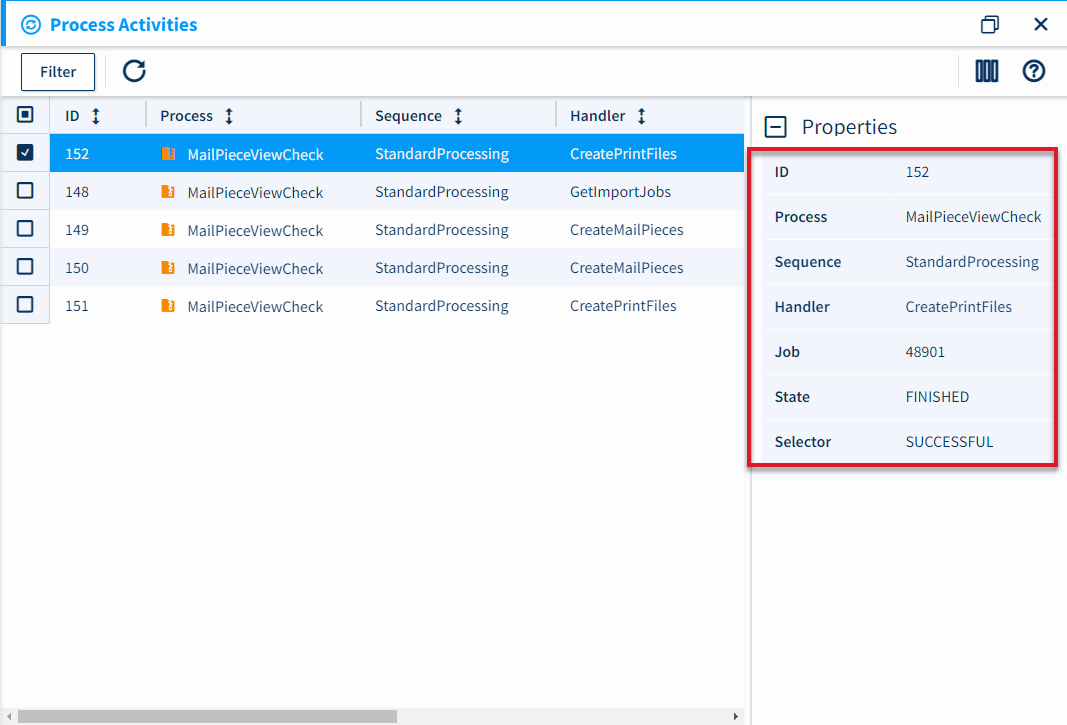 Process Activities
Filter
ID Process Sequence Handler
152 MailPieceViewCheck StandardProcessing CreatePrintFiles
148 MailPieceViewCheck StandardProcessing GetImportJobs
149 MailPieceViewCheck StandardProcessing CreateMailPieces
150 MailPieceViewCheck StandardProcessing CreateMailPieces
151 MailPieceViewCheck StandardProcessing CreatePrintFiles
Properties
ID 152
Process MailPieceViewCheck
Sequence StandardProcessing
Handler CreatePrintFiles
Job 48901
State FINISHED
Selector SUCCESSFUL